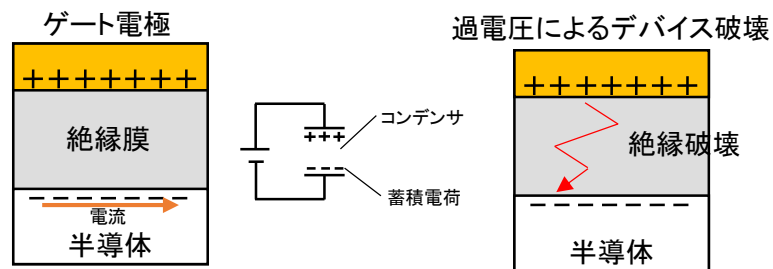 ゲート電極
+++++++
絶縁膜
電流
半導体
+++
コンデンサ
蓄積電荷
過電圧によるデバイス破壊
+++++++
絶縁破壊
半導体